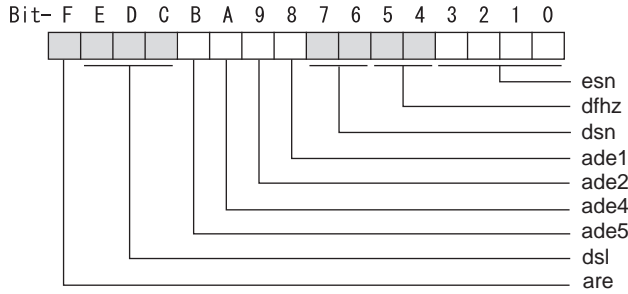 Bit- F E D C B A 9 8 7 6 5 4 3 2 1 0
esn
dfhz
dsn
ade1
ade2
ade4
ade5
dsl
are